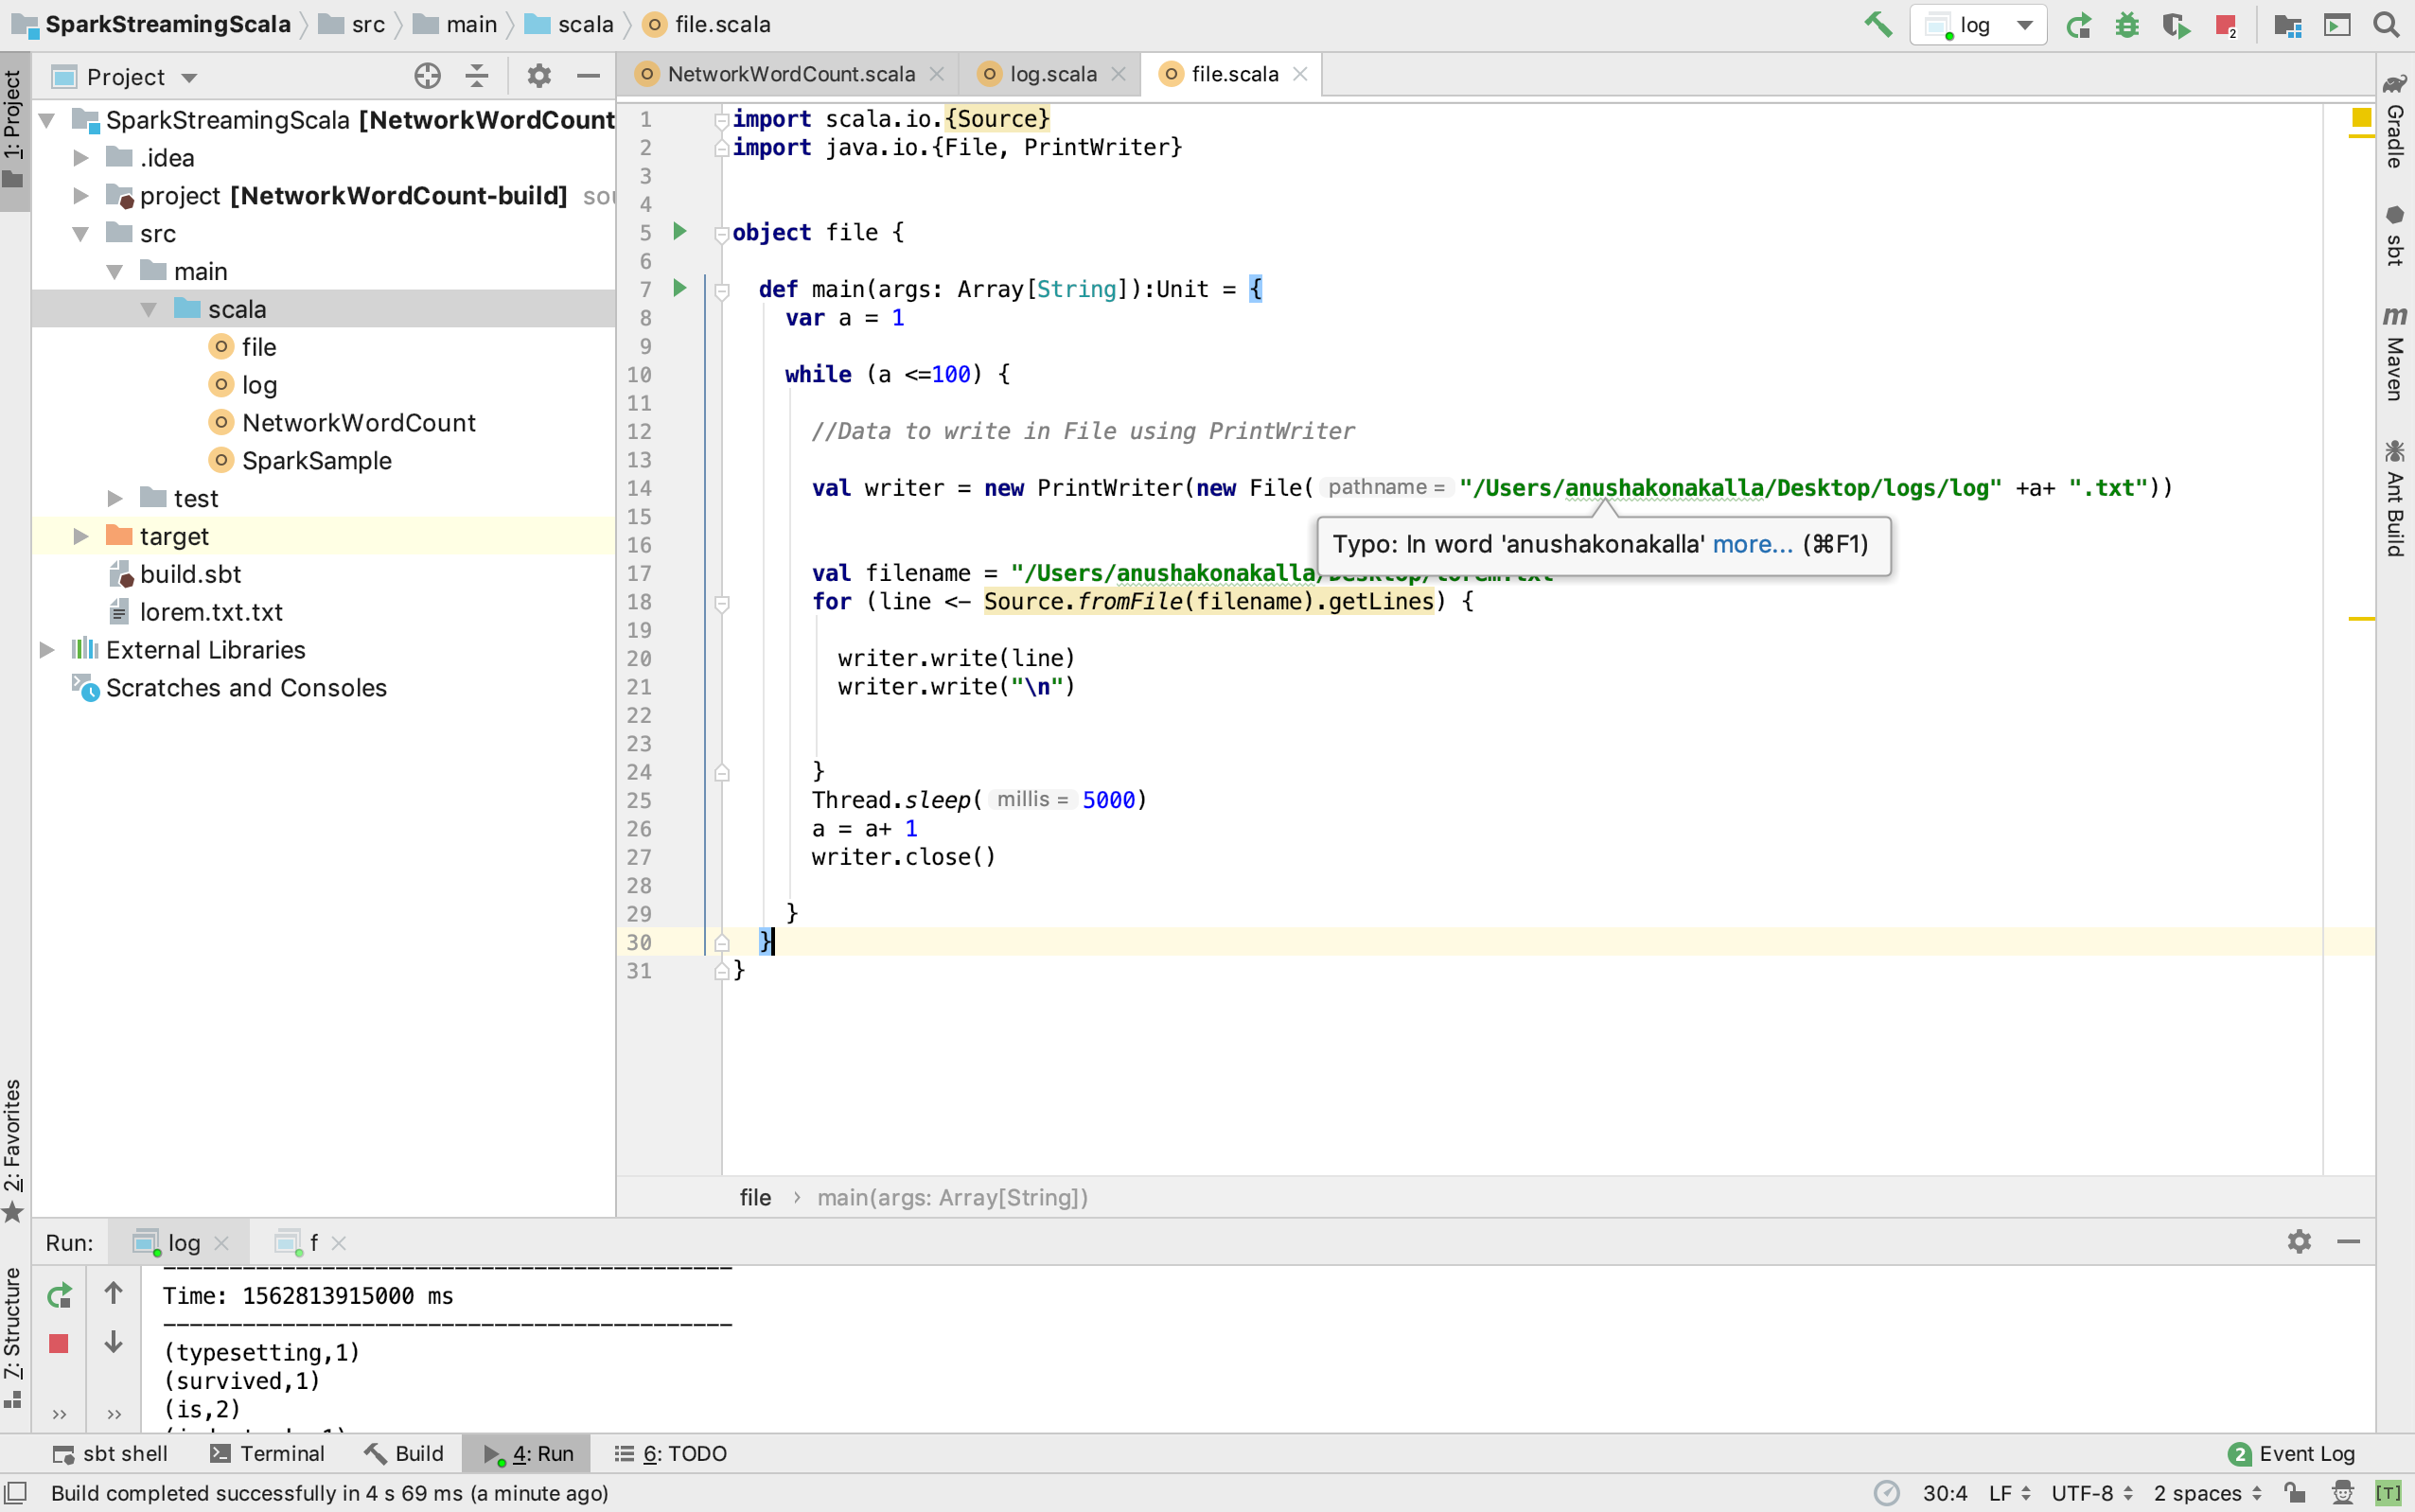 SparkStreamingScala src main scala file.scala log 2
1: Project
Project
SparkStreamingScala [NetworkWordCount
.idea
project [NetworkWordCount-build] sou
src
main
scala
file
log
NetworkWordCount
SparkSample
test
target
build.sbt
lorem.txt.txt
External Libraries
Scratches and Consoles
2: Favorites
7: Structure
NetworkWordCount.scala log.scala file.scala
1 import scala.io.{Source}
2 import java.io.{File, PrintWriter}
3
4
5 object file {
6
7 def main(args: Array[String]):Unit = {
8 var a = 1
9
10 while (a <=100) {
11
12 //Data to write in File using PrintWriter
13
14 val writer = new PrintWriter(new File( pathname = "/Users/anushakonakalla/Desktop/logs/log" +a+ ".txt"))
15
16
Typo: In word 'anushakonakalla' more... (⌘F1)
17 val filename = "/Users/anushakonakalla/Desktop/lorem.txt"
18 for (line <- Source.fromFile(filename).getLines) {
19
20 writer.write(line)
21 writer.write("\n")
22
23
24 }
25 Thread.sleep( millis = 5000)
26 a = a+ 1
27 writer.close()
28
29 }
30 }
31 }
file › main(args: Array[String])
Gradle
sbt
m Maven
Ant Build
Run: log f
----------------------------------------
Time: 1562813915000 ms
----------------------------------------
(typesetting,1)
(survived,1)
(is,2)
sbt shell Terminal Build 4: Run 6: TODO 2 Event Log
Build completed successfully in 4 s 69 ms (a minute ago) 30:4 LF UTF-8 2 spaces [T]